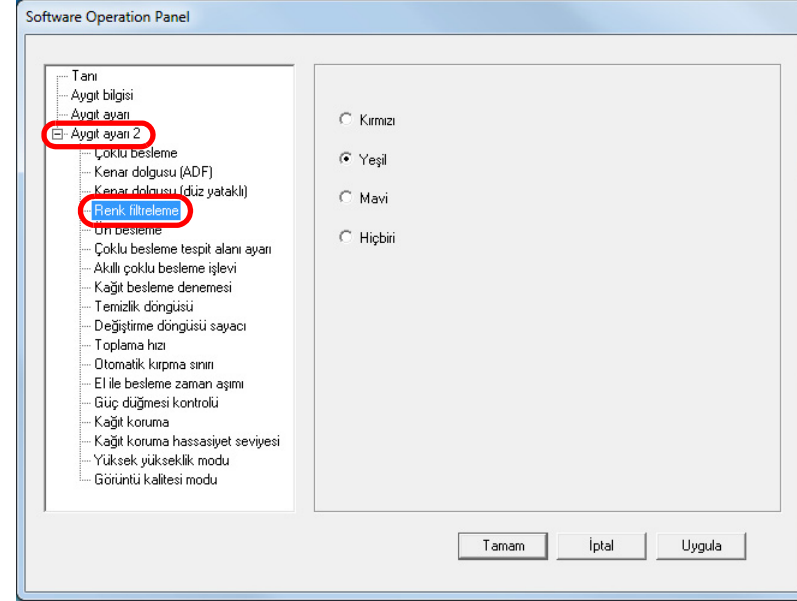 Software Operation Panel
Tanı
Aygıt bilgisi
Aygıt ayarı
Aygıt ayarı 2
Çoklu besleme
Kenar dolgusu (ADF)
Kenar dolgusu (düz yataklı)
Renk filtreleme
Ön besleme
Çoklu besleme tespit alanı ayarı
Akıllı çoklu besleme işlevi
Kağıt besleme denemesi
Temizlik döngüsü
Değiştirme döngüsü sayacı
Toplama hızı
Otomatik kırpma sınırı
El ile besleme zaman aşımı
Güç düğmesi kontrolü
Kağıt koruma
Kağıt koruma hassasiyet seviyesi
Yüksek yükseklik modu
Görüntü kalitesi modu
Kırmızı
Yeşil
Mavi
Hiçbiri
Tamam
İptal
Uygula